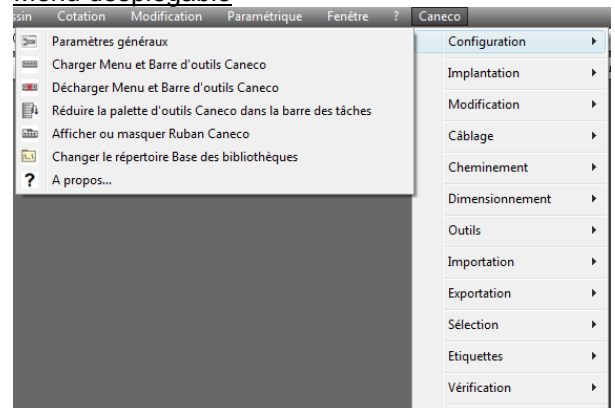 Menu desplegable
ssin Cotation Modification Paramétrique Fenêtre ? Caneco
Paramètres généraux
Charger Menu et Barre d'outils Caneco
Décharger Menu et Barre d'outils Caneco
Réduire la palette d'outils Caneco dans la barre des tâches
Afficher ou masquer Ruban Caneco
Changer le répertoire Base des bibliothèques
? A propos...
Configuration
Implantation
Modification
Câblage
Cheminement
Dimensionnement
Outils
Importation
Exportation
Sélection
Etiquettes
Vérification